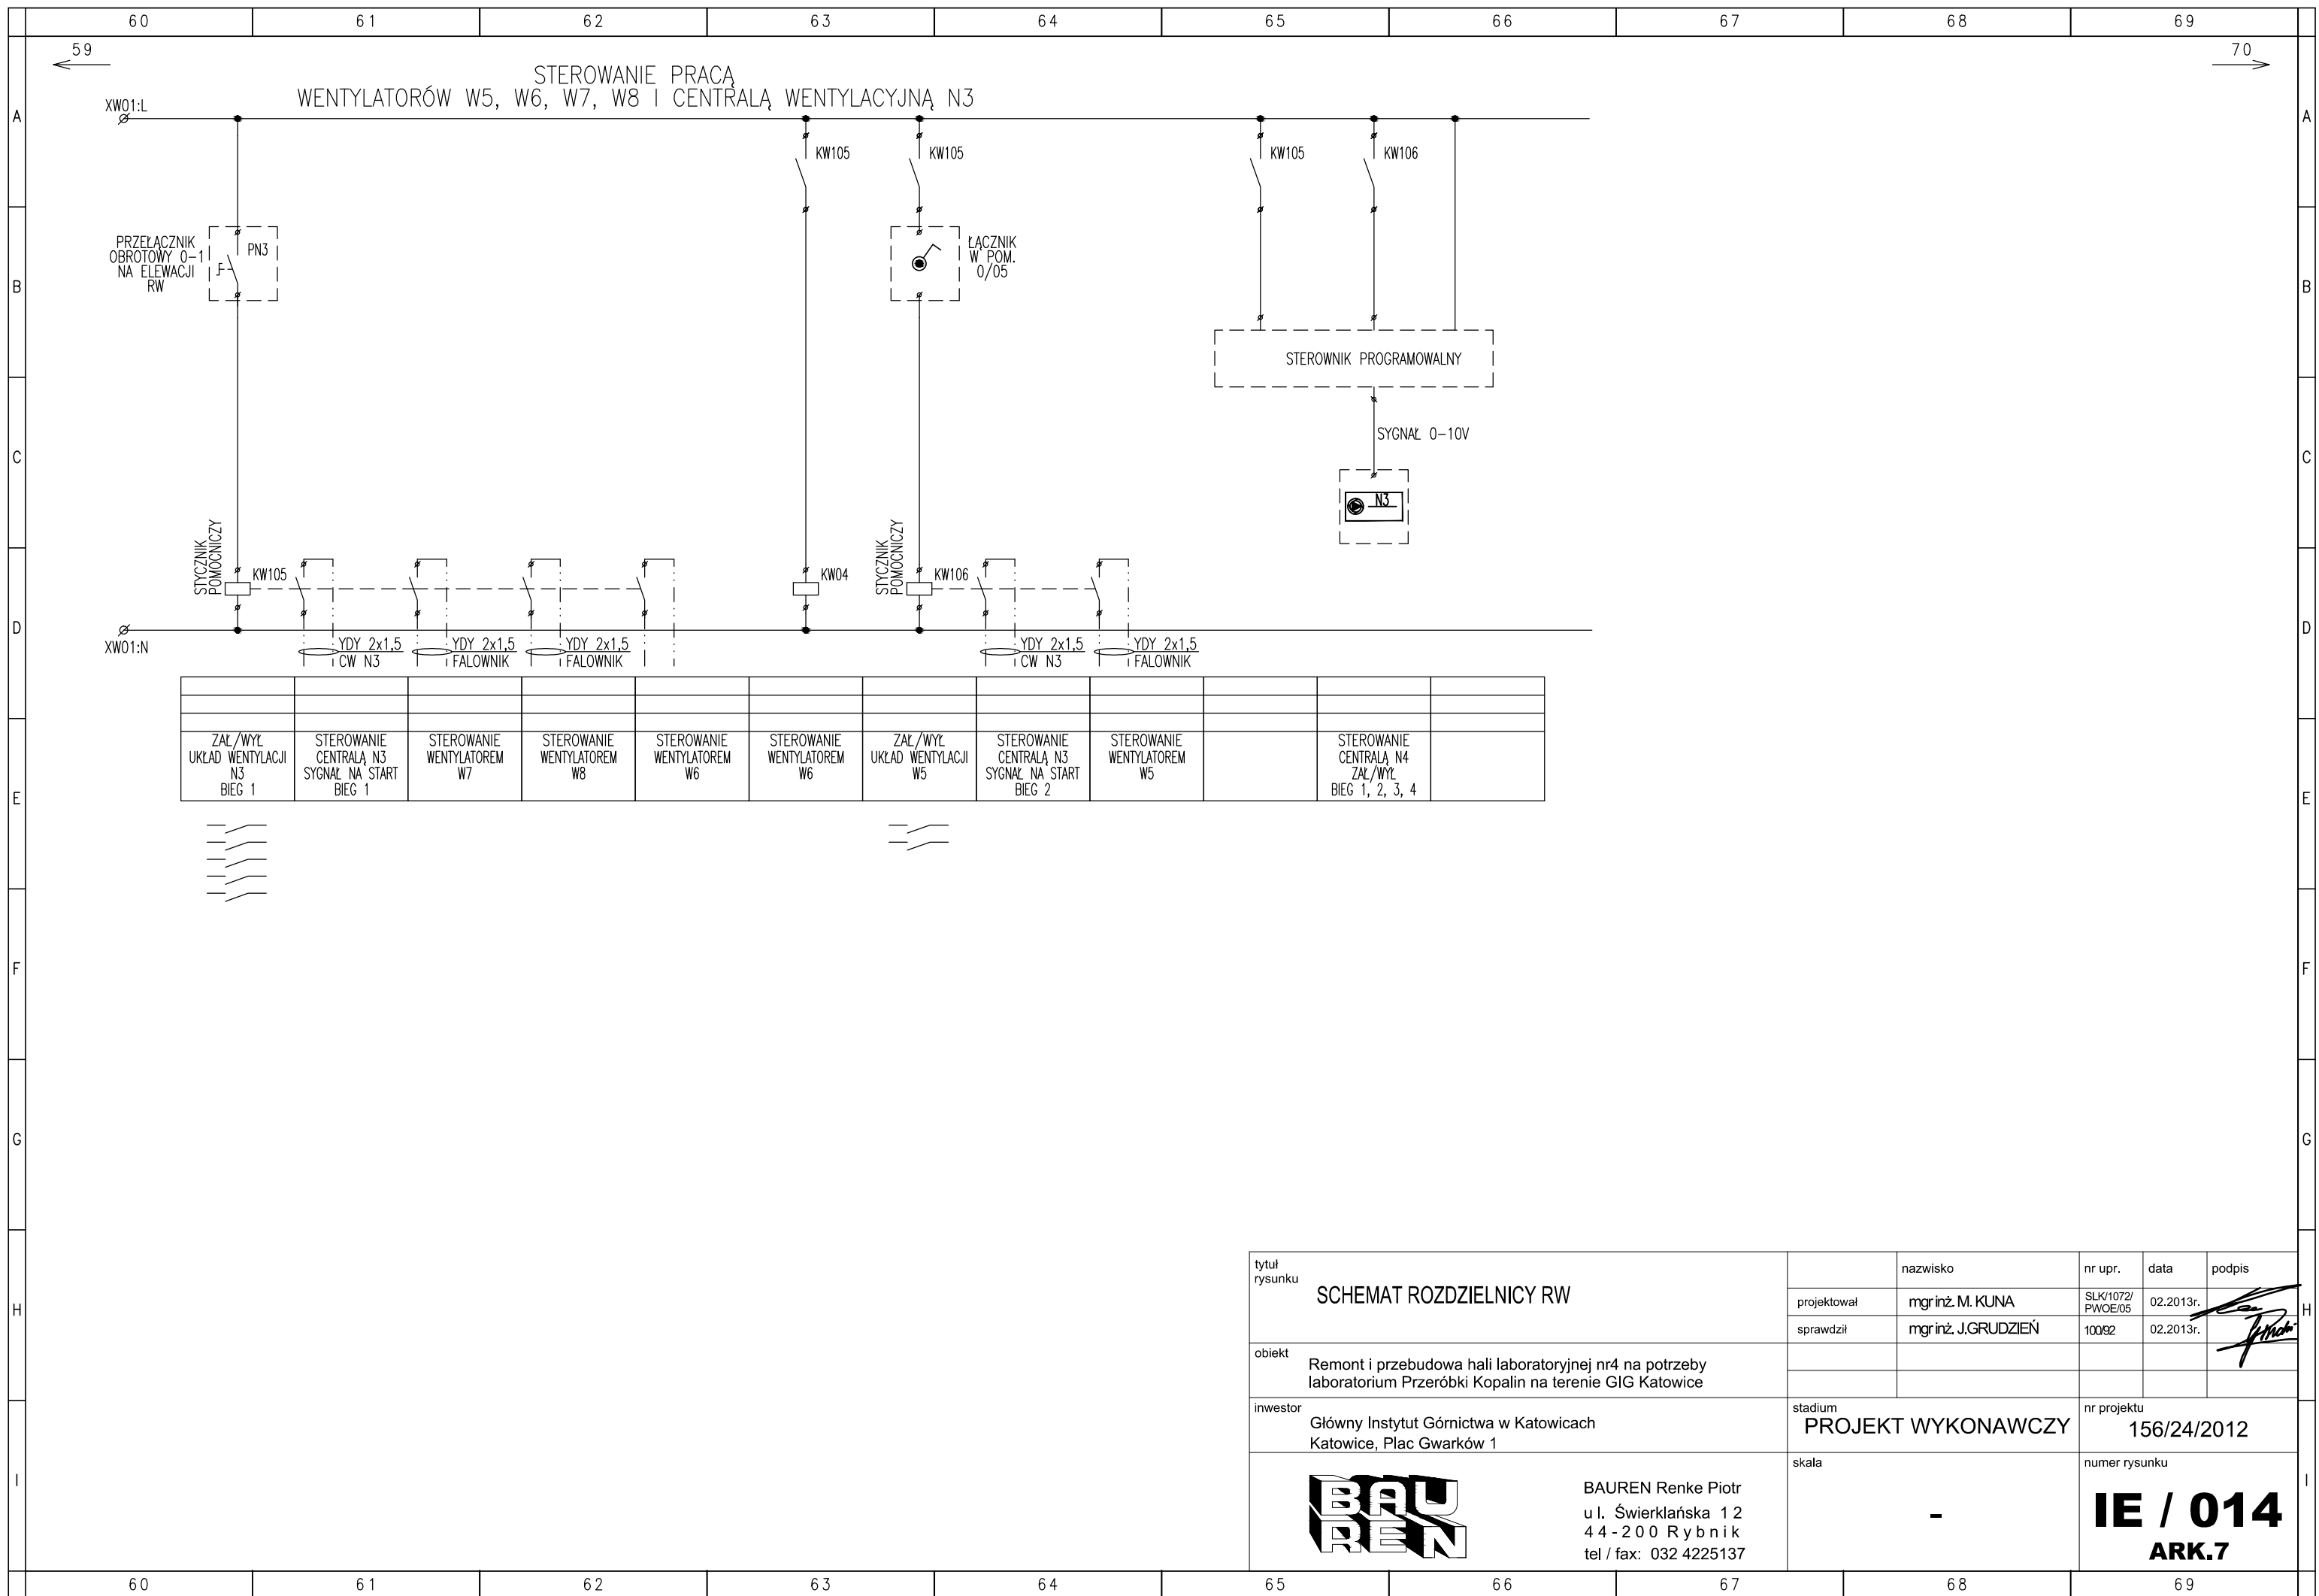 60 61 62 63 64 65 66 67 68 69
59
70
STEROWANIE PRACĄ
WENTYLATORÓW W5, W6, W7, W8 I CENTRALĄ WENTYLACYJNĄ N3
A
A
XW01:L
KW105
KW105
KW105
KW106
B
B
PRZEŁĄCZNIK
OBROTOWY 0-1
NA ELEWACJI
RW
PN3
ŁĄCZNIK
W POM.
0/05
STEROWNIK PROGRAMOWALNY
C
C
SYGNAŁ 0-10V
N3
STYCZNIK
POMOCNICZY
KW105
KW04
STYCZNIK
POMOCNICZY
KW106
D
D
XW01:N
YDY 2x1,5
CW N3
YDY 2x1,5
FALOWNIK
YDY 2x1,5
FALOWNIK
YDY 2x1,5
CW N3
YDY 2x1,5
FALOWNIK
ZAŁ/WYŁ
UKŁAD WENTYLACJI
N3
BIEG 1
STEROWANIE
CENTRALĄ N3
SYGNAŁ NA START
BIEG 1
STEROWANIE
WENTYLATOREM
W7
STEROWANIE
WENTYLATOREM
W8
STEROWANIE
WENTYLATOREM
W6
STEROWANIE
WENTYLATOREM
W6
ZAŁ/WYŁ
UKŁAD WENTYLACJI
W5
STEROWANIE
CENTRALĄ N3
SYGNAŁ NA START
BIEG 2
STEROWANIE
WENTYLATOREM
W5
STEROWANIE
CENTRALĄ N4
ZAŁ/WYŁ
BIEG 1, 2, 3, 4
E
E
F
F
G
G
H
H
I
I
tytuł
rysunku
SCHEMAT ROZDZIELNICY RW
nazwisko
nr upr.
data
podpis
projektował
mgr inż. M. KUNA
SLK/1072/
PWOE/05
02.2013r.
sprawdził
mgr inż. J.GRUDZIEŃ
100/92
02.2013r.
obiekt
Remont i przebudowa hali laboratoryjnej nr4 na potrzeby
laboratorium Przeróbki Kopalin na terenie GIG Katowice
inwestor
Główny Instytut Górnictwa w Katowicach
Katowice, Plac Gwarków 1
stadium
PROJEKT WYKONAWCZY
nr projektu
156/24/2012
BAU
REN
BAUREN Renke Piotr
ul. Świerklańska 12
44-200 Rybnik
tel / fax: 032 4225137
skala
-
numer rysunku
IE / 014
ARK.7
60 61 62 63 64 65 66 67 68 69